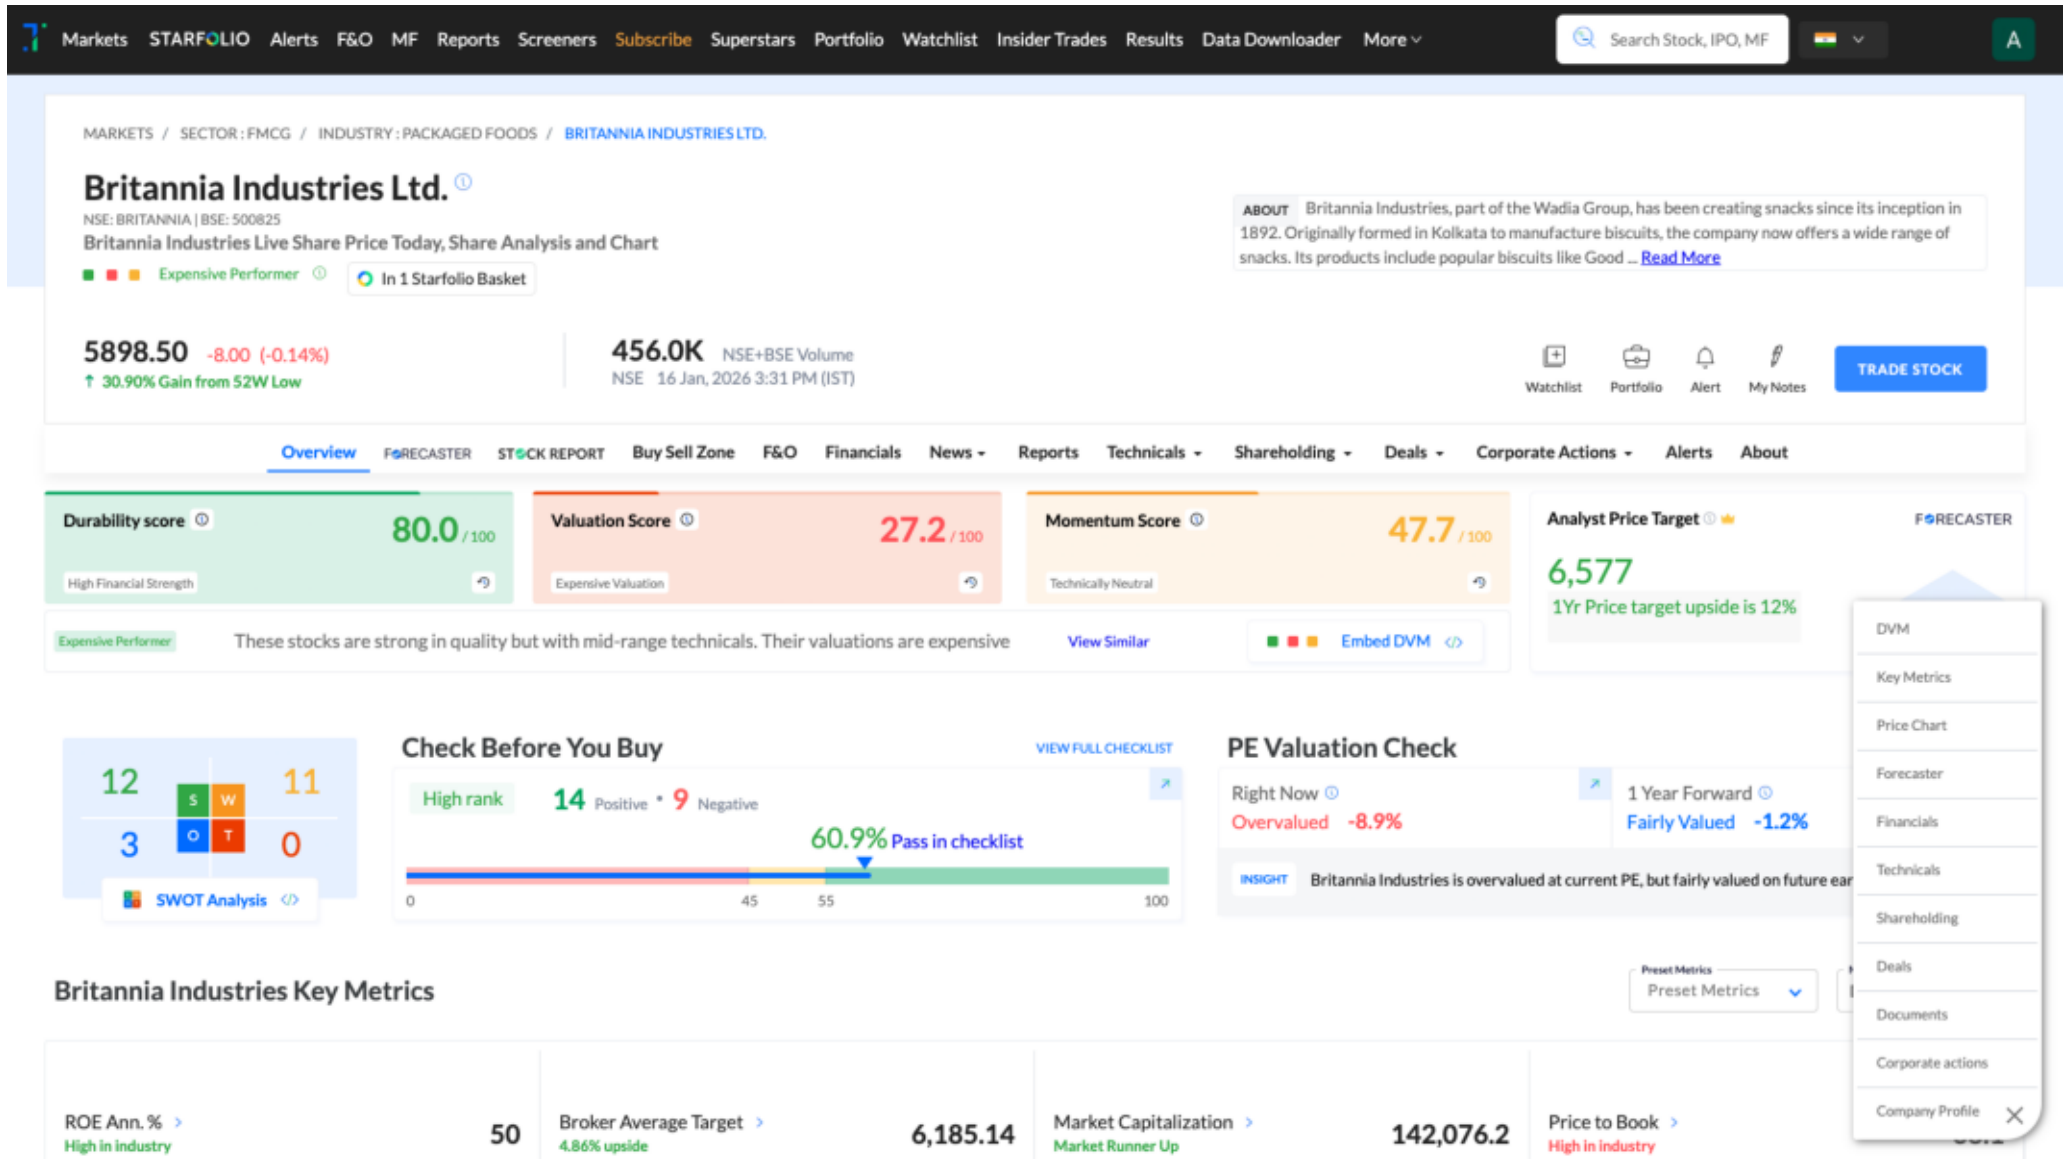 Markets STARFOLIO Alerts F&O MF Reports Screeners Subscribe Superstars Portfolio Watchlist Insider Trades Results Data Downloader More Search Stock, IPO, MF A
MARKETS / SECTOR : FMCG / INDUSTRY : PACKAGED FOODS / BRITANNIA INDUSTRIES LTD.
Britannia Industries Ltd.
NSE: BRITANNIA | BSE: 500825
Britannia Industries Live Share Price Today, Share Analysis and Chart
Expensive Performer In 1 Starfolio Basket
ABOUT Britannia Industries, part of the Wadia Group, has been creating snacks since its inception in
1892. Originally formed in Kolkata to manufacture biscuits, the company now offers a wide range of
snacks. Its products include popular biscuits like Good ... Read More
5898.50 -8.00 (-0.14%)
↑ 30.90% Gain from 52W Low
456.0K NSE+BSE Volume
NSE 16 Jan, 2026 3:31 PM (IST)
Watchlist Portfolio Alert My Notes TRADE STOCK
Overview FORECASTER STOCK REPORT Buy Sell Zone F&O Financials News Reports Technicals Shareholding Deals Corporate Actions Alerts About
Durability score 80.0 / 100
High Financial Strength
Valuation Score 27.2 / 100
Expensive Valuation
Momentum Score 47.7 / 100
Technically Neutral
Analyst Price Target FORECASTER
6,577
1Yr Price target upside is 12%
Expensive Performer These stocks are strong in quality but with mid-range technicals. Their valuations are expensive View Similar Embed DVM </>
12 S W 11
3 O T 0
SWOT Analysis </>
Check Before You Buy VIEW FULL CHECKLIST
High rank 14 Positive • 9 Negative
60.9% Pass in checklist
0 45 55 100
PE Valuation Check
Right Now
Overvalued -8.9%
1 Year Forward
Fairly Valued -1.2%
INSIGHT Britannia Industries is overvalued at current PE, but fairly valued on future ear
Britannia Industries Key Metrics
Preset Metrics
Preset Metrics
ROE Ann. % 50
High in industry
Broker Average Target 6,185.14
4.86% upside
Market Capitalization 142,076.2
Market Runner Up
Price to Book
High in industry
DVM
Key Metrics
Price Chart
Forecaster
Financials
Technicals
Shareholding
Deals
Documents
Corporate actions
Company Profile